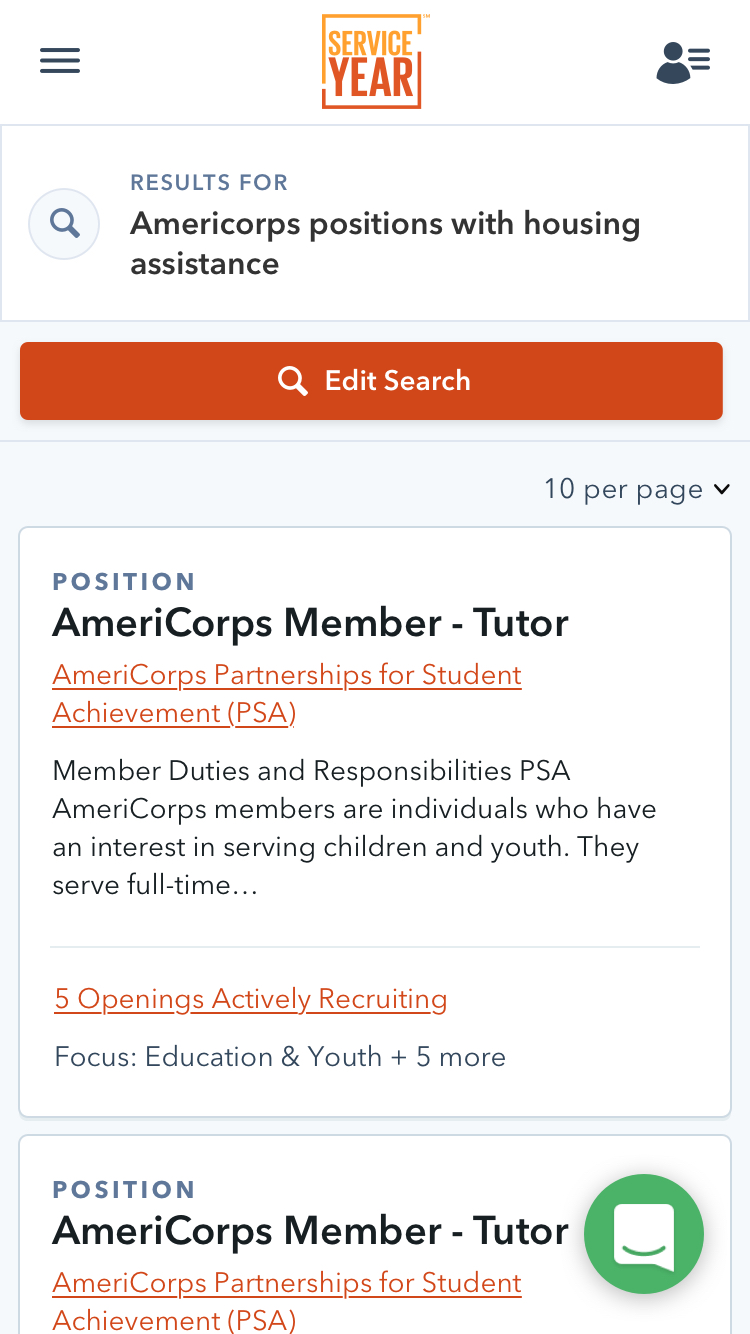 SERVICE
YEAR
™
RESULTS FOR
Americorps positions with housing
assistance
Edit Search
10 per page
POSITION
AmeriCorps Member - Tutor
AmeriCorps Partnerships for Student
Achievement (PSA)
Member Duties and Responsibilities PSA
AmeriCorps members are individuals who have
an interest in serving children and youth. They
serve full-time…
5 Openings Actively Recruiting
Focus: Education & Youth + 5 more
POSITION
AmeriCorps Member - Tutor
AmeriCorps Partnerships for Student
Achievement (PSA)